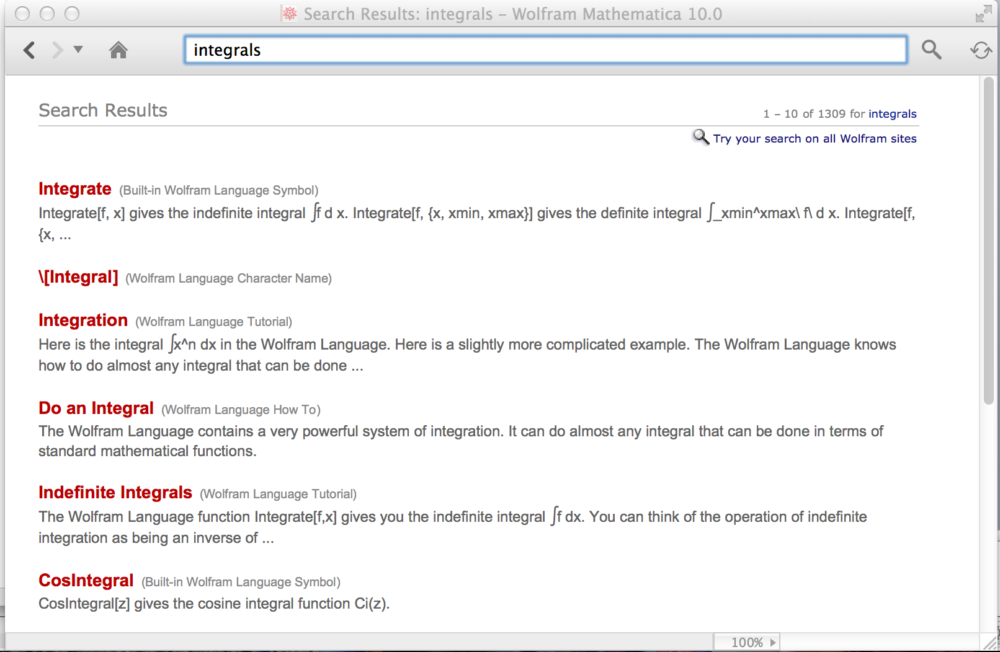 Search Results: integrals – Wolfram Mathematica 10.0
integrals
Search Results
1 – 10 of 1309 for integrals
Try your search on all Wolfram sites
Integrate (Built-in Wolfram Language Symbol)
Integrate[f, x] gives the indefinite integral ∫f d x. Integrate[f, {x, xmin, xmax}] gives the definite integral ∫_xmin^xmax\ f\ d x. Integrate[f,
{x, ...
\[Integral] (Wolfram Language Character Name)
Integration (Wolfram Language Tutorial)
Here is the integral ∫x^n dx in the Wolfram Language. Here is a slightly more complicated example. The Wolfram Language knows
how to do almost any integral that can be done ...
Do an Integral (Wolfram Language How To)
The Wolfram Language contains a very powerful system of integration. It can do almost any integral that can be done in terms of
standard mathematical functions.
Indefinite Integrals (Wolfram Language Tutorial)
The Wolfram Language function Integrate[f,x] gives you the indefinite integral ∫f dx. You can think of the operation of indefinite
integration as being an inverse of ...
CosIntegral (Built-in Wolfram Language Symbol)
CosIntegral[z] gives the cosine integral function Ci(z).
100%